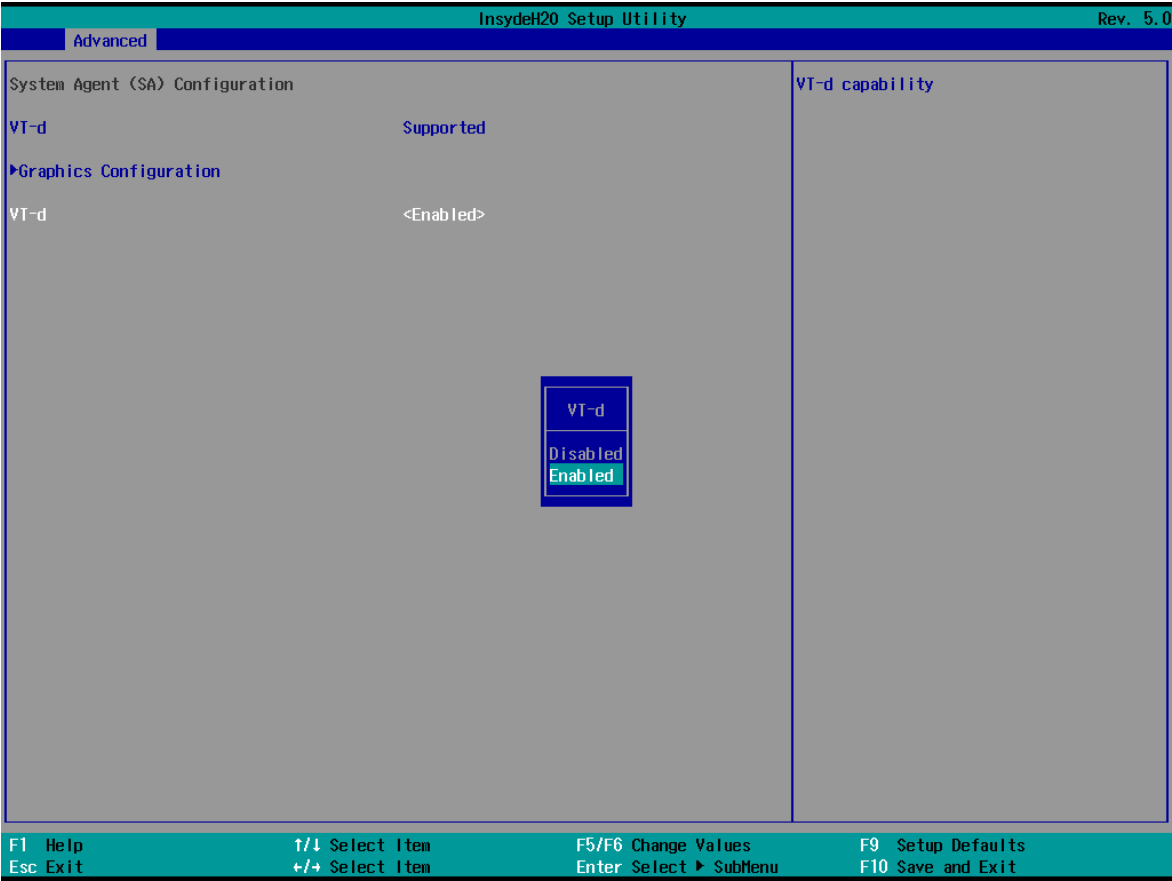 InsydeH20 Setup Utility Rev. 5.0
Advanced
System Agent (SA) Configuration
VT-d capability
VT-d Supported
▶Graphics Configuration
VT-d <Enabled>
VT-d
Disabled
Enabled
F1 Help ↑/↓ Select Item F5/F6 Change Values F9 Setup Defaults
Esc Exit ←/→ Select Item Enter Select ▶ SubMenu F10 Save and Exit